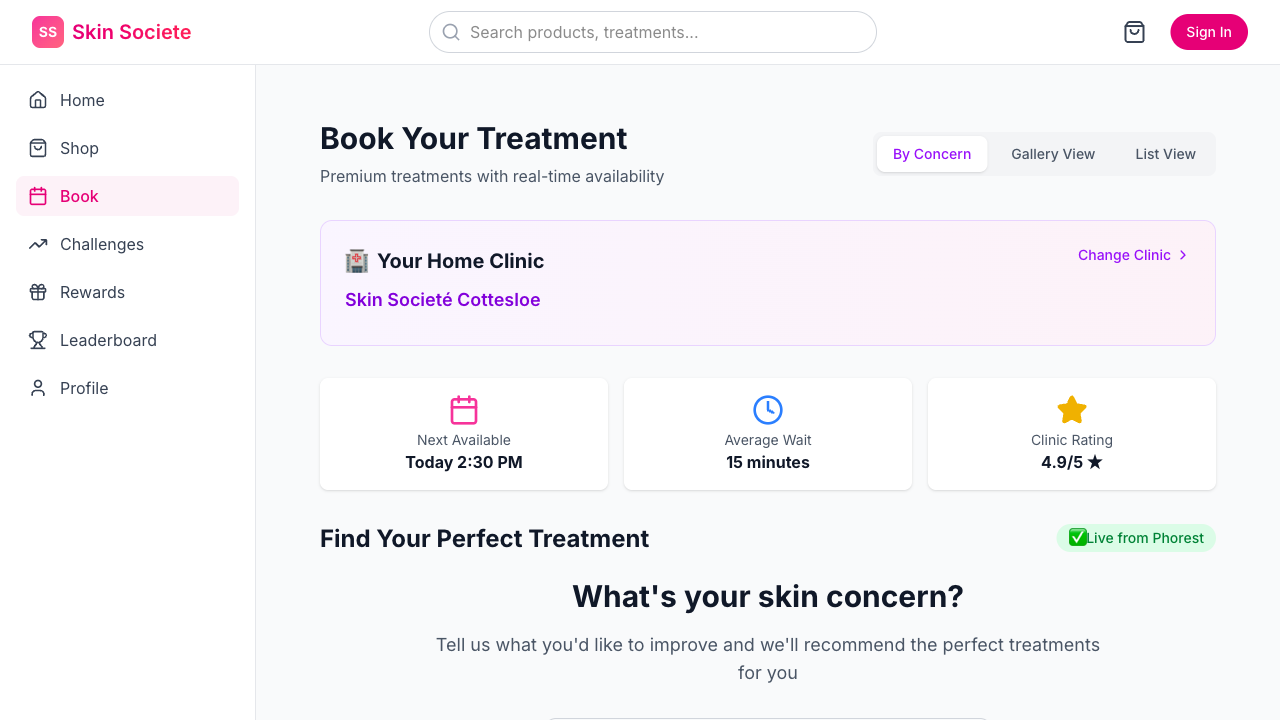 SS Skin Societe
Search products, treatments...
Sign In
Home
Shop
Book
Challenges
Rewards
Leaderboard
Profile
Book Your Treatment
Premium treatments with real-time availability
By Concern
Gallery View
List View
🏥 Your Home Clinic
Change Clinic
Skin Societé Cottesloe
Next Available
Today 2:30 PM
Average Wait
15 minutes
Clinic Rating
4.9/5 ★
Find Your Perfect Treatment
✅Live from Phorest
What's your skin concern?
Tell us what you'd like to improve and we'll recommend the perfect treatments
for you